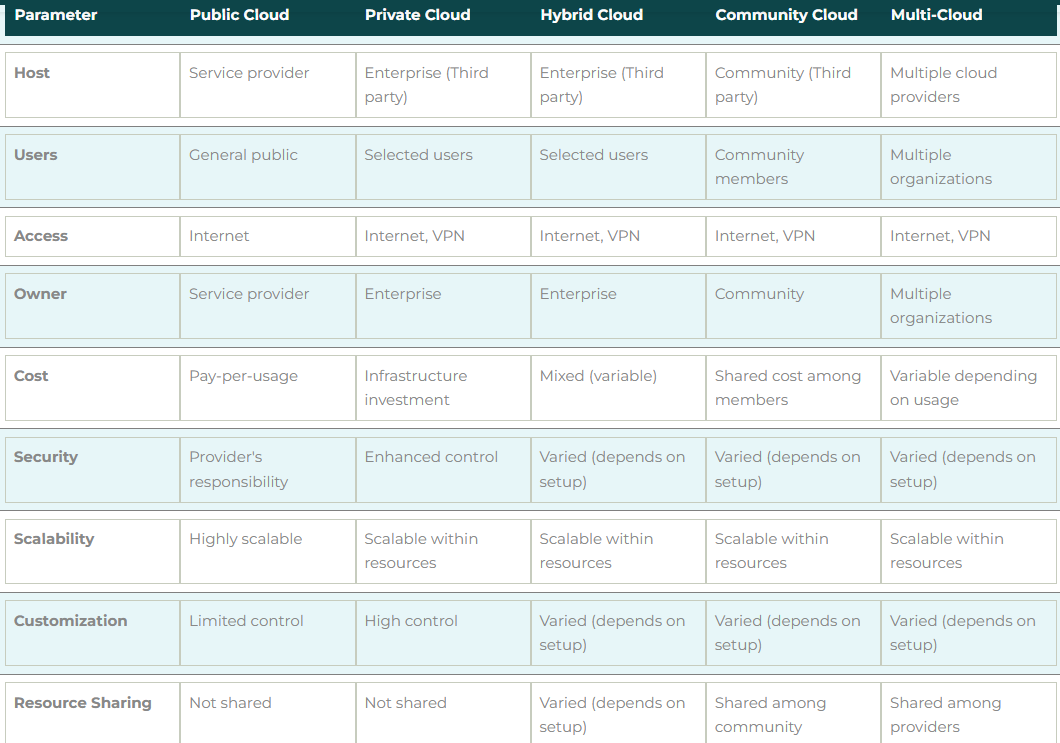 Parameter Public Cloud Private Cloud Hybrid Cloud Community Cloud Multi-Cloud
Host Service provider Enterprise (Third Enterprise (Third Community (Third Multiple cloud
party) party) party) providers
Users General public Selected users Selected users Community Multiple
members organizations
Access Internet Internet, VPN Internet, VPN Internet, VPN Internet, VPN
Owner Service provider Enterprise Enterprise Community Multiple
organizations
Cost Pay-per-usage Infrastructure Mixed (variable) Shared cost among Variable depending
investment members on usage
Security Provider's Enhanced control Varied (depends on Varied (depends on Varied (depends on
responsibility setup) setup) setup)
Scalability Highly scalable Scalable within Scalable within Scalable within Scalable within
resources resources resources resources
Customization Limited control High control Varied (depends on Varied (depends on Varied (depends on
setup) setup) setup)
Resource Sharing Not shared Not shared Varied (depends on Shared among Shared among
setup) community providers